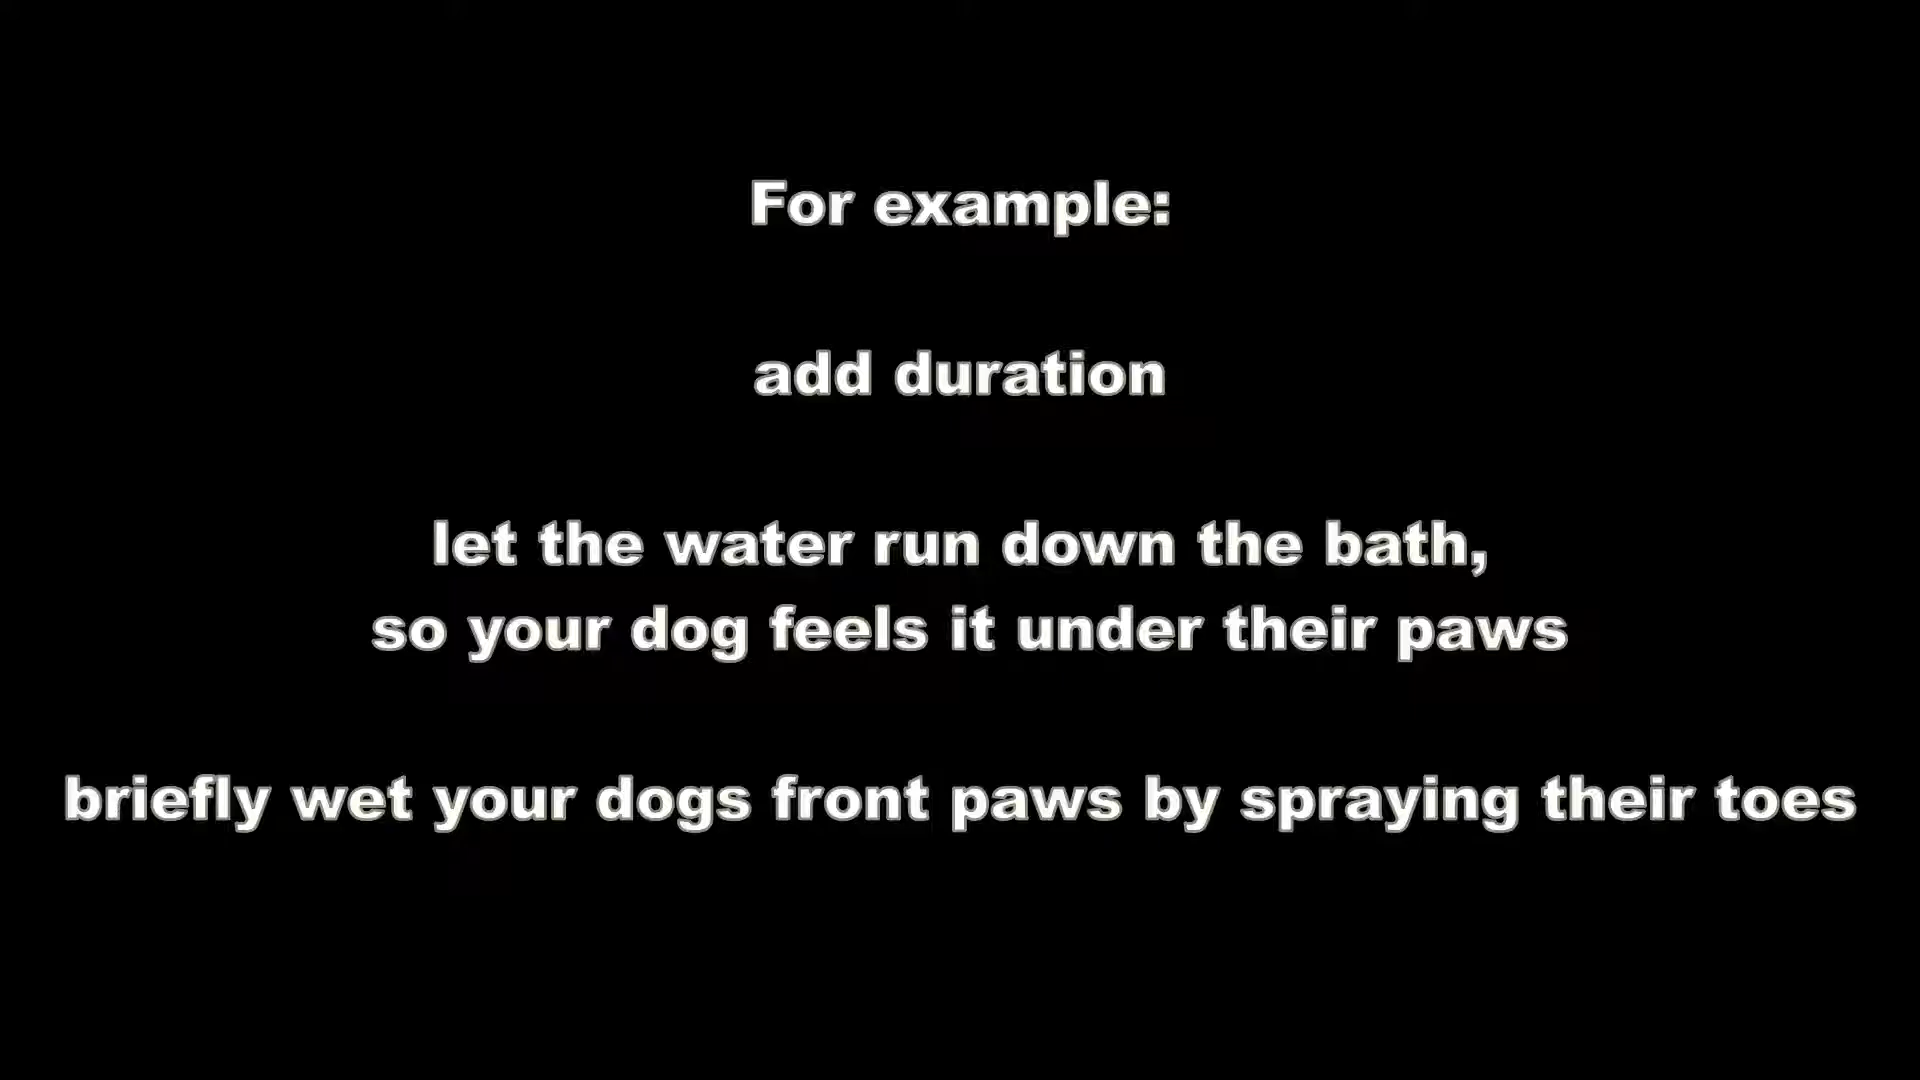 For example:
add duration
let the water run down the bath,
so your dog feels it under their paws
briefly wet your dogs front paws by spraying their toes